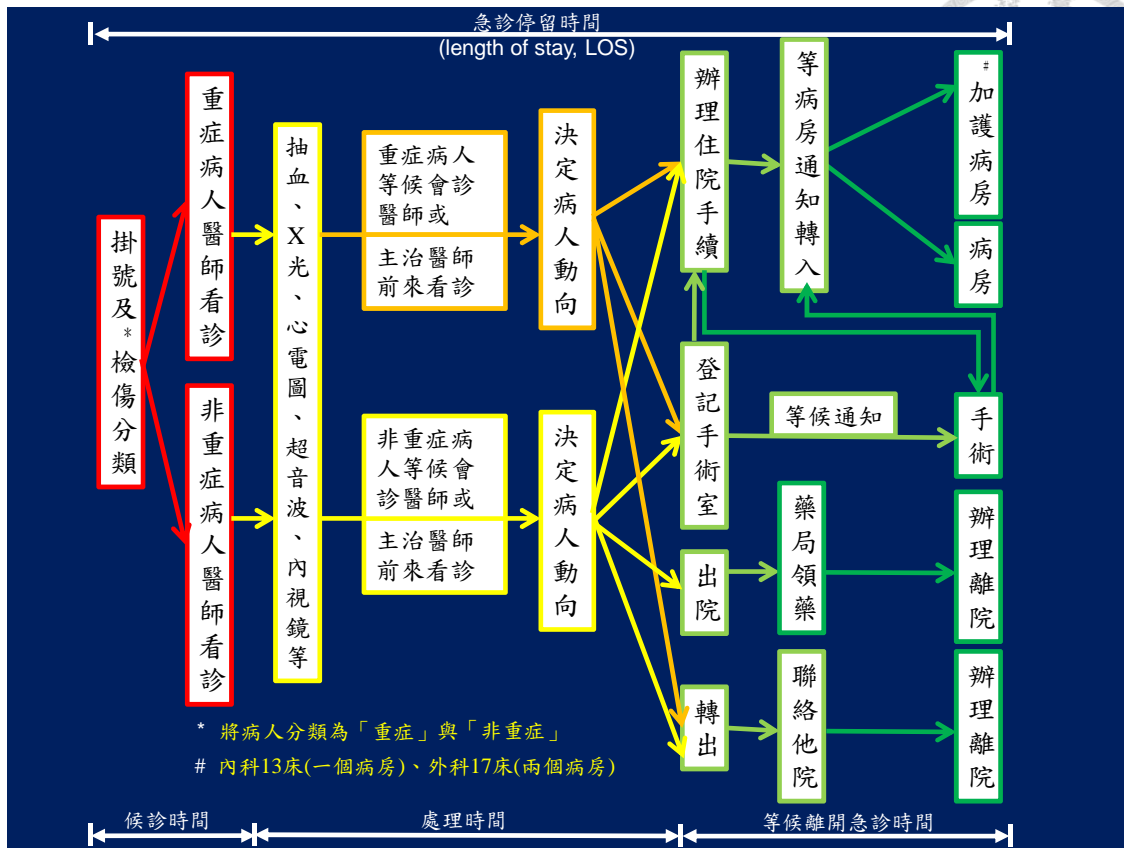 急診停留時間
(length of stay, LOS)
掛號及*檢傷分類
重症病人醫師看診
非重症病人醫師看診
抽血、X光、心電圖、超音波、內視鏡等
重症病人
等候會診
醫師或
主治醫師
前來看診
非重症病
人等候會
診醫師或
主治醫師
前來看診
決定病人動向
決定病人動向
辦理住院手續
登記手術室
出院
轉出
等病房通知轉入
等候通知
藥局領藥
聯絡他院
#加護病房
病房
手術
辦理離院
辦理離院
* 將病人分類為「重症」與「非重症」
# 內科13床(一個病房)、外科17床(兩個病房)
候診時間
處理時間
等候離開急診時間